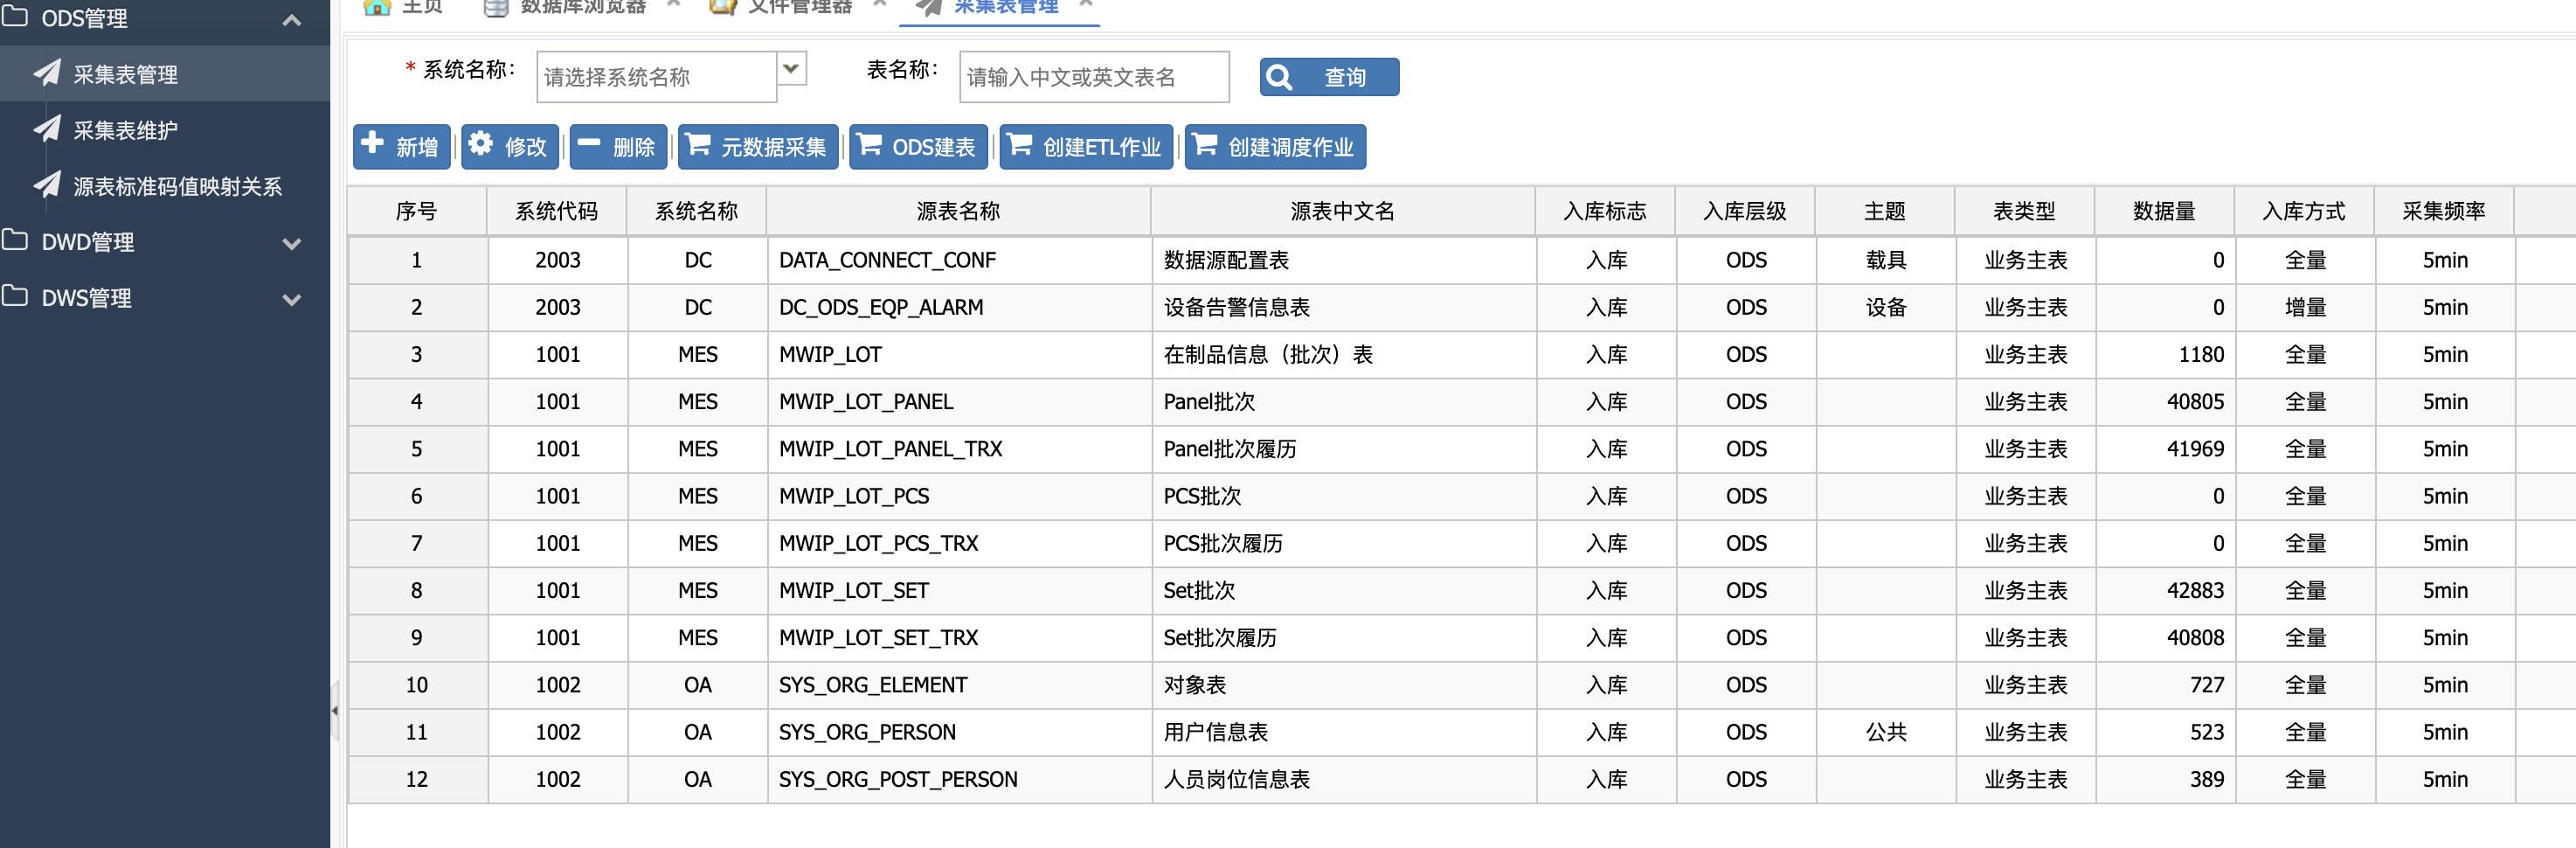 主页 数据库浏览器 文件管理器 采集表管理
ODS管理
采集表管理
采集表维护
源表标准码值映射关系
DWD管理
DWS管理
* 系统名称： 请选择系统名称 表名称： 请输入中文或英文表名 查询
新增 修改 删除 元数据采集 ODS建表 创建ETL作业 创建调度作业
序号 系统代码 系统名称 源表名称 源表中文名 入库标志 入库层级 主题 表类型 数据量 入库方式 采集频率
1 2003 DC DATA_CONNECT_CONF 数据源配置表 入库 ODS 载具 业务主表 0 全量 5min
2 2003 DC DC_ODS_EQP_ALARM 设备告警信息表 入库 ODS 设备 业务主表 0 增量 5min
3 1001 MES MWIP_LOT 在制品信息（批次）表 入库 ODS 业务主表 1180 全量 5min
4 1001 MES MWIP_LOT_PANEL Panel批次 入库 ODS 业务主表 40805 全量 5min
5 1001 MES MWIP_LOT_PANEL_TRX Panel批次履历 入库 ODS 业务主表 41969 全量 5min
6 1001 MES MWIP_LOT_PCS PCS批次 入库 ODS 业务主表 0 全量 5min
7 1001 MES MWIP_LOT_PCS_TRX PCS批次履历 入库 ODS 业务主表 0 全量 5min
8 1001 MES MWIP_LOT_SET Set批次 入库 ODS 业务主表 42883 全量 5min
9 1001 MES MWIP_LOT_SET_TRX Set批次履历 入库 ODS 业务主表 40808 全量 5min
10 1002 OA SYS_ORG_ELEMENT 对象表 入库 ODS 业务主表 727 全量 5min
11 1002 OA SYS_ORG_PERSON 用户信息表 入库 ODS 公共 业务主表 523 全量 5min
12 1002 OA SYS_ORG_POST_PERSON 人员岗位信息表 入库 ODS 业务主表 389 全量 5min